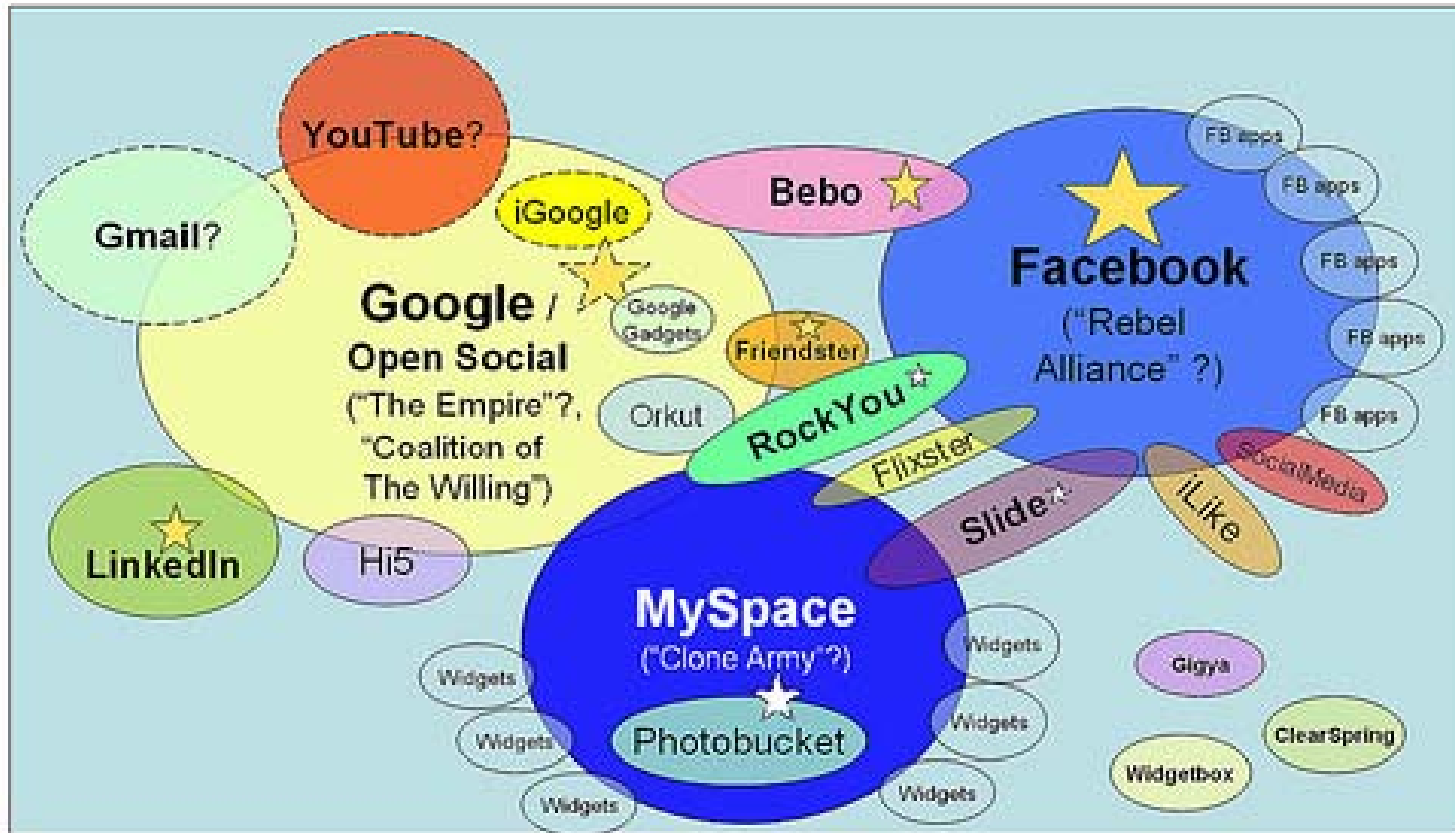 YouTube?
Gmail?
iGoogle
Google /
Open Social
("The Empire"?,
"Coalition of
The Willing")
Google
Gadgets
Orkut
LinkedIn
Hi5
Bebo
Friendster
RockYou
Flixster
Slide
iLike
SocialMedia
Facebook
("Rebel
Alliance" ?)
FB apps
FB apps
FB apps
FB apps
FB apps
MySpace
("Clone Army"?)
Photobucket
Widgets
Widgets
Widgets
Widgets
Widgets
Widgets
Gigya
ClearSpring
Widgetbox